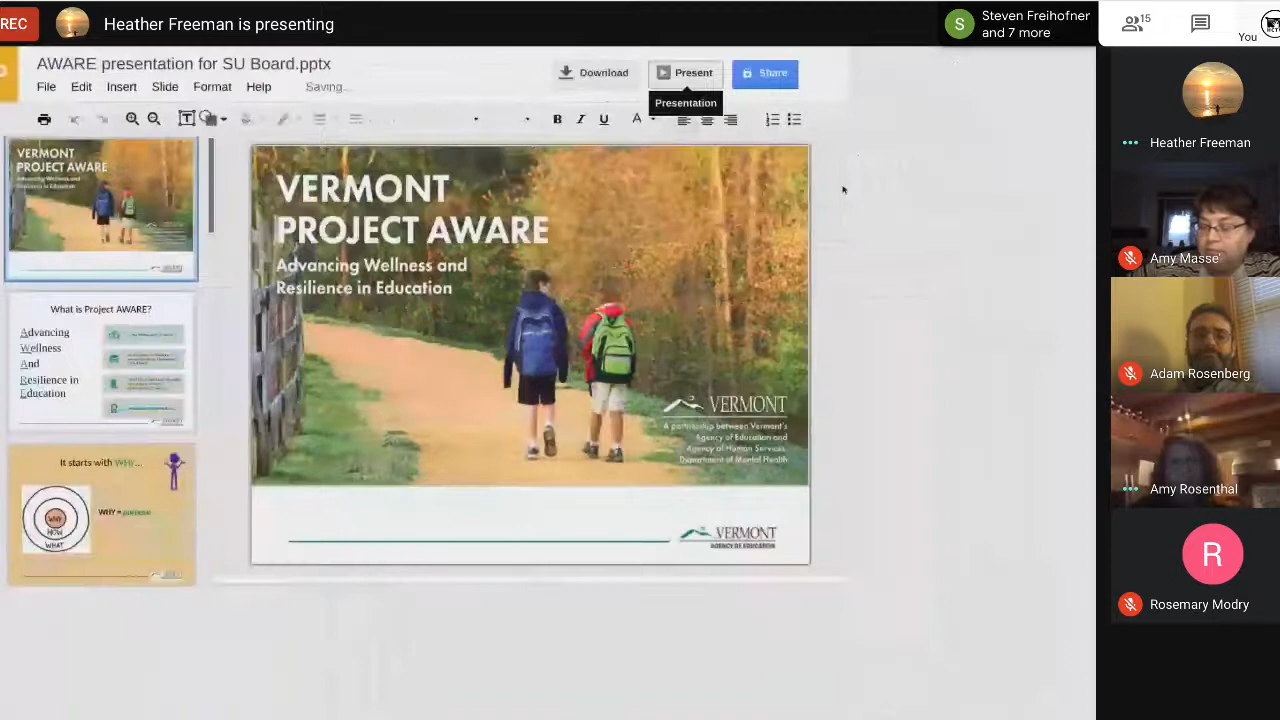 REC
Heather Freeman is presenting
S
Steven Freihofner
and 7 more
15
You
AWARE presentation for SU Board.pptx
Download
Present
Share
File Edit Insert Slide Format Help Saving...
Presentation
T
B I U A
VERMONT
PROJECT AWARE
Advancing Wellness and
Resilience in Education
What is Project AWARE?
Advancing
Wellness
And
Resilience in
Education
It starts with WHY...
WHY
HOW
WHAT
WHY = purpose
VERMONT
PROJECT AWARE
Advancing Wellness and
Resilience in Education
VERMONT
A partnership between Vermont's
Agency of Education and
Agency of Human Services,
Department of Mental Health
VERMONT
AGENCY OF EDUCATION
Heather Freeman
Amy Masse
Adam Rosenberg
Amy Rosenthal
R
Rosemary Modry